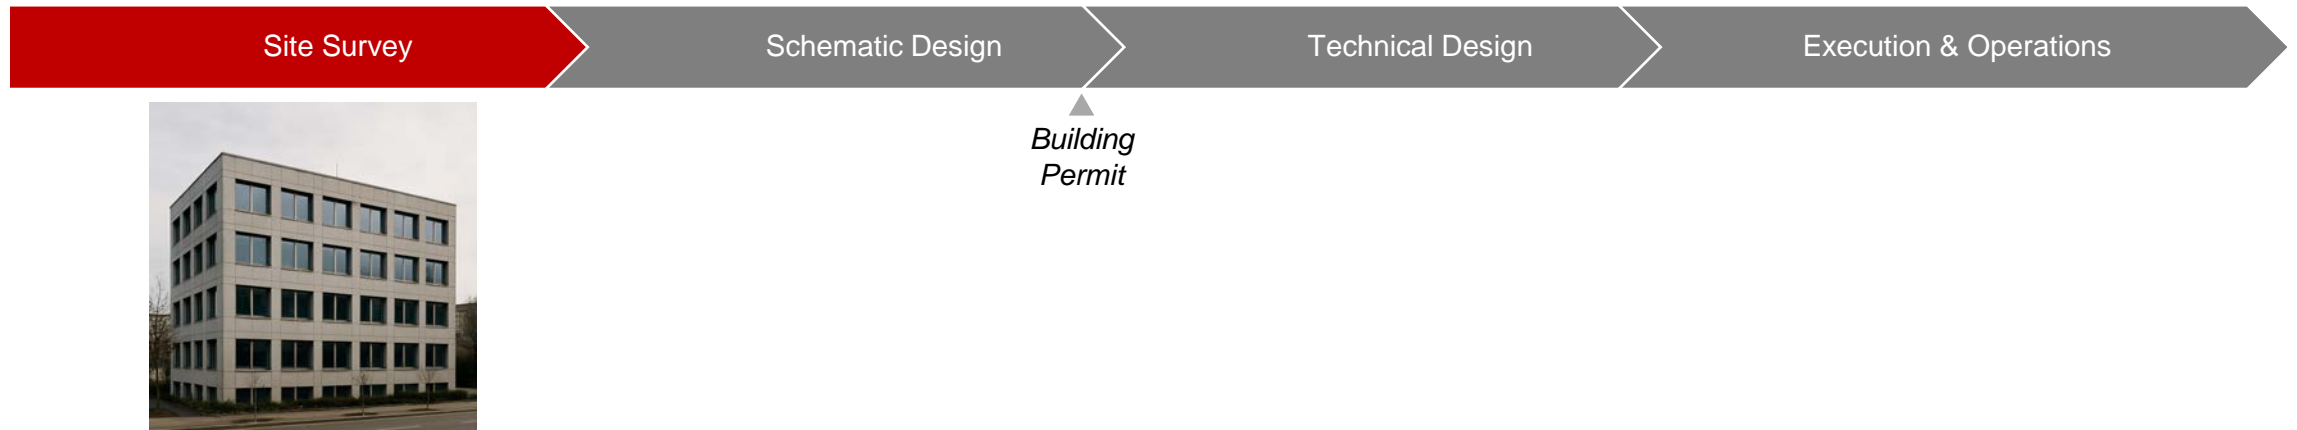 Site Survey
Schematic Design
Technical Design
Execution & Operations
Building
Permit